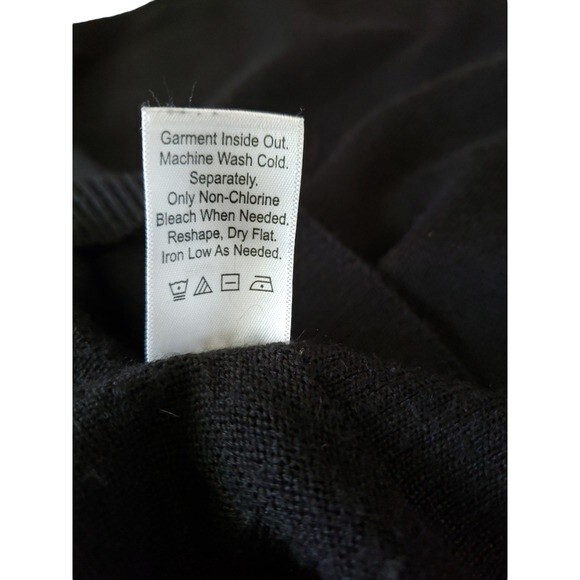 Garment Inside Out.
Machine Wash Cold.
Separately.
Only Non-Chlorine
Bleach When Needed.
Reshape, Dry Flat.
Iron Low As Needed.